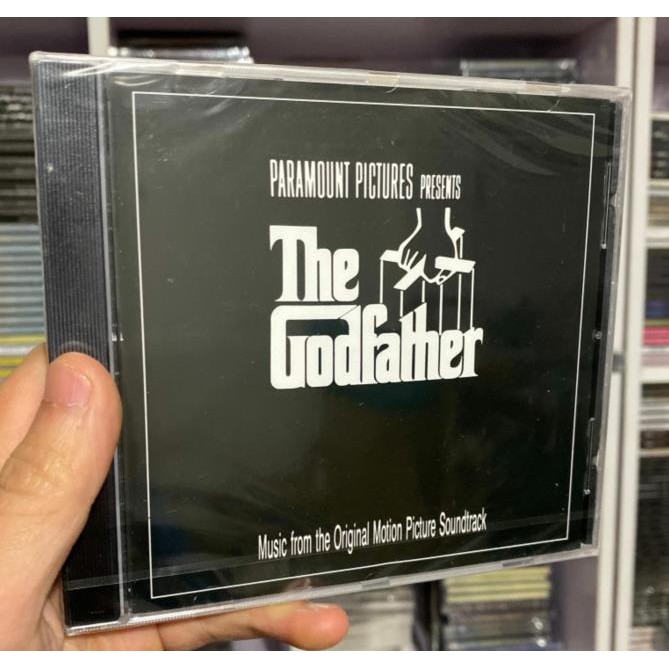 PARAMOUNT PICTURES PRESENTS
The
Godfather
Music from the Original Motion Picture Soundtrack